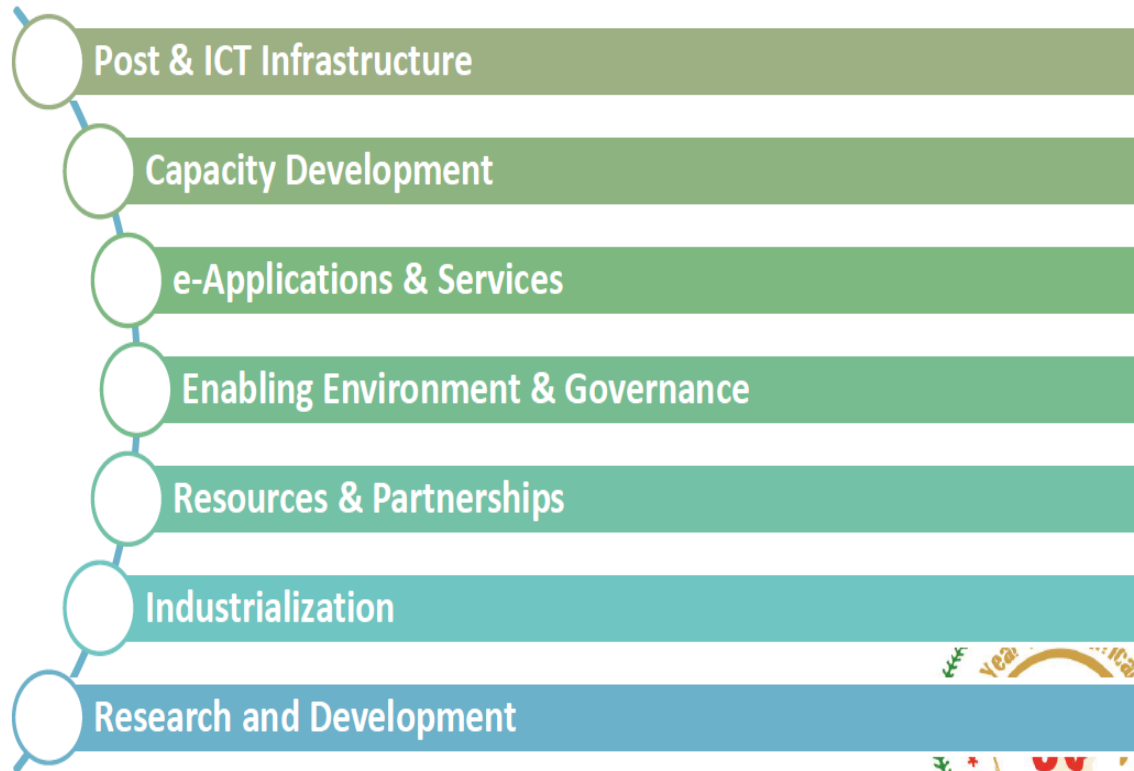 Post & ICT Infrastructure
Capacity Development
e-Applications & Services
Enabling Environment & Governance
Resources & Partnerships
Industrialization
Research and Development